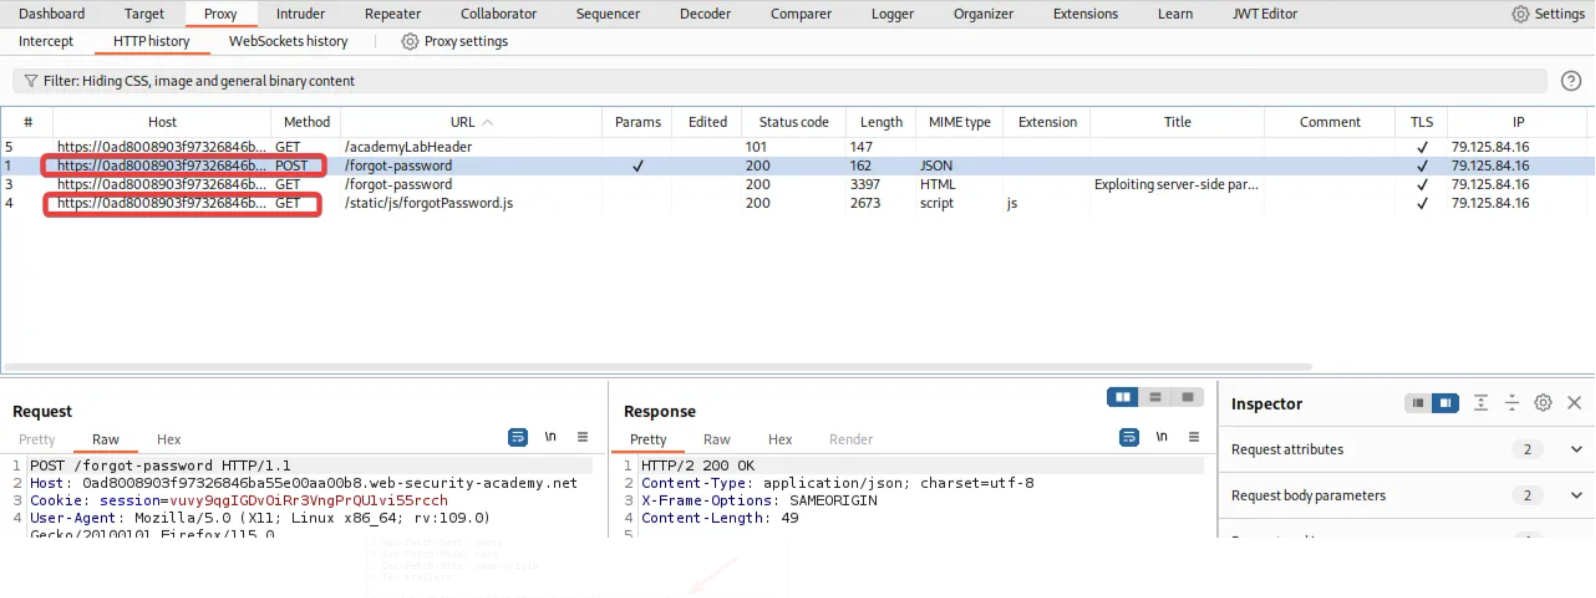 Dashboard Target Proxy Intruder Repeater Collaborator Sequencer Decoder Comparer Logger Organizer Extensions Learn JWT Editor Settings
Intercept HTTP history WebSockets history Proxy settings
Filter: Hiding CSS, image and general binary content
# Host Method URL Params Edited Status code Length MIME type Extension Title Comment TLS IP
5 https://0ad8008903f97326846b... GET /academyLabHeader 101 147 ✓ 79.125.84.16
1 https://0ad8008903f97326846b... POST /forgot-password ✓ 200 162 JSON ✓ 79.125.84.16
3 https://0ad8008903f97326846b... GET /forgot-password 200 3397 HTML Exploiting server-side par... ✓ 79.125.84.16
4 https://0ad8008903f97326846b... GET /static/js/forgotPassword.js 200 2673 script js ✓ 79.125.84.16
Request
Pretty Raw Hex \n
1 POST /forgot-password HTTP/1.1
2 Host: 0ad8008903f97326846ba55e00aa00b8.web-security-academy.net
3 Cookie: session=vuvy9qgIGDvOiRr3VngPrQUlvi55rcch
4 User-Agent: Mozilla/5.0 (X11; Linux x86_64; rv:109.0)
Gecko/20100101 Firefox/115.0
Response
Pretty Raw Hex Render \n
1 HTTP/2 200 OK
2 Content-Type: application/json; charset=utf-8
3 X-Frame-Options: SAMEORIGIN
4 Content-Length: 49
5
Inspector
Request attributes 2
Request body parameters 2